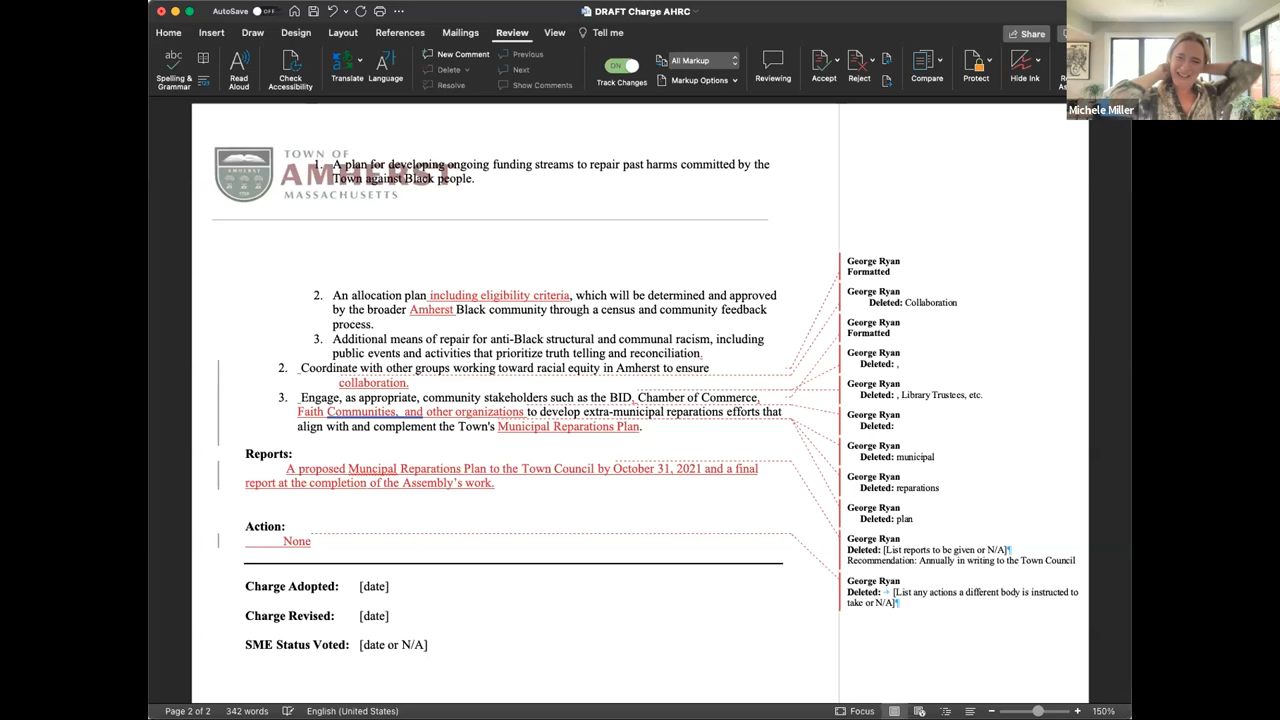 AutoSave OFF
DRAFT Charge AHRC
Home Insert Draw Design Layout References Mailings Review View Tell me
Share
Spelling & Grammar
Read Aloud
Check Accessibility
Translate
Language
New Comment
Delete
Resolve
Previous
Next
Show Comments
ON
Track Changes
All Markup
Markup Options
Reviewing
Accept
Reject
Compare
Protect
Hide Ink
Michele Miller
TOWN OF
AMHERST
MASSACHUSETTS
1. A plan for developing ongoing funding streams to repair past harms committed by the
Town against Black people.
2. An allocation plan including eligibility criteria, which will be determined and approved
by the broader Amherst Black community through a census and community feedback
process.
3. Additional means of repair for anti-Black structural and communal racism, including
public events and activities that prioritize truth telling and reconciliation.
2. Coordinate with other groups working toward racial equity in Amherst to ensure
collaboration.
3. Engage, as appropriate, community stakeholders such as the BID, Chamber of Commerce,
Faith Communities, and other organizations to develop extra-municipal reparations efforts that
align with and complement the Town's Municipal Reparations Plan.
Reports:
A proposed Muncipal Reparations Plan to the Town Council by October 31, 2021 and a final
report at the completion of the Assembly's work.
Action:
None
Charge Adopted: [date]
Charge Revised: [date]
SME Status Voted: [date or N/A]
George Ryan
Formatted
George Ryan
Deleted: Collaboration
George Ryan
Formatted
George Ryan
Deleted: ,
George Ryan
Deleted: , Library Trustees, etc.
George Ryan
Deleted:
George Ryan
Deleted: municipal
George Ryan
Deleted: reparations
George Ryan
Deleted: plan
George Ryan
Deleted: [List reports to be given or N/A]¶
Recommendation: Annually in writing to the Town Council
George Ryan
Deleted: → [List any actions a different body is instructed to
take or N/A]¶
Page 2 of 2 342 words English (United States) Focus 150%